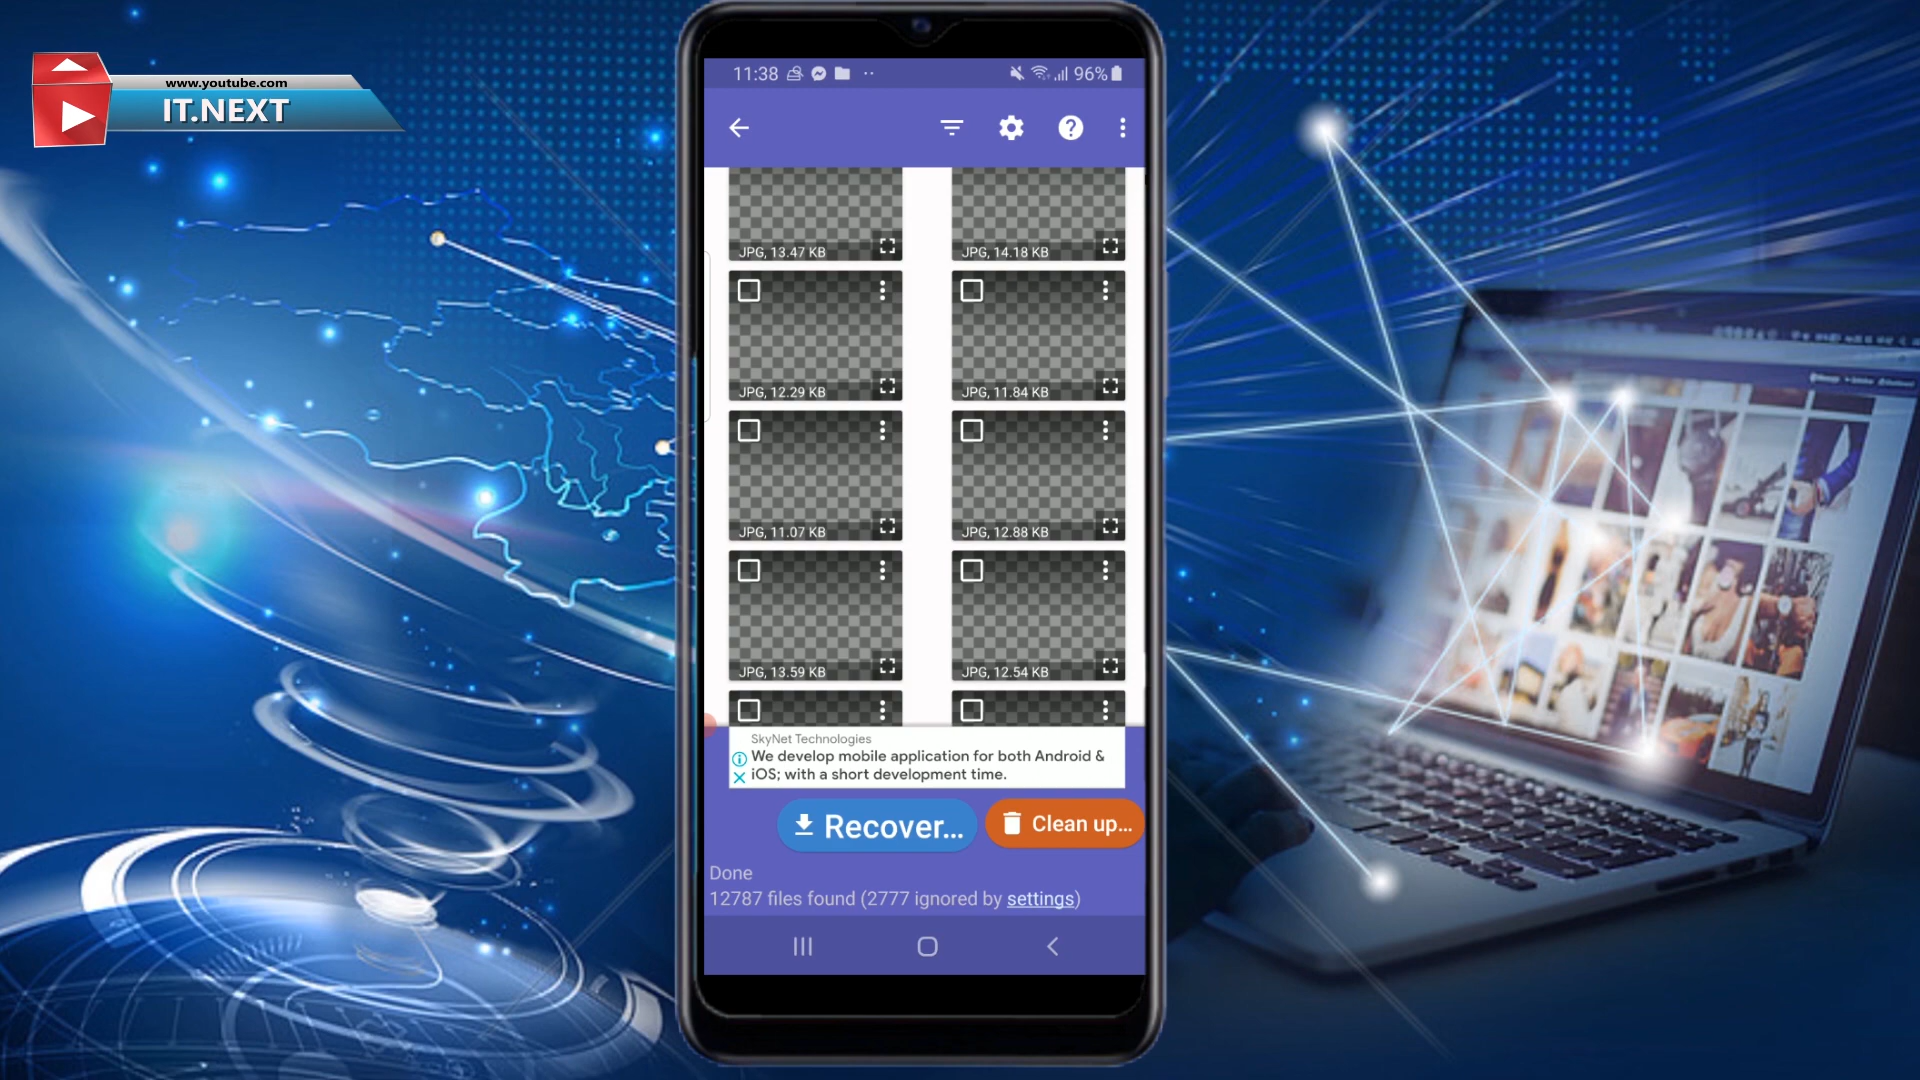 www.youtube.com
IT.NEXT
11:38
96%
JPG, 13.47 KB
JPG, 14.18 KB
JPG, 12.29 KB
JPG, 11.84 KB
JPG, 11.07 KB
JPG, 12.88 KB
JPG, 13.59 KB
JPG, 12.54 KB
SkyNet Technologies
We develop mobile application for both Android &
iOS; with a short development time.
Recover...
Clean up...
Done
12787 files found (2777 ignored by settings)